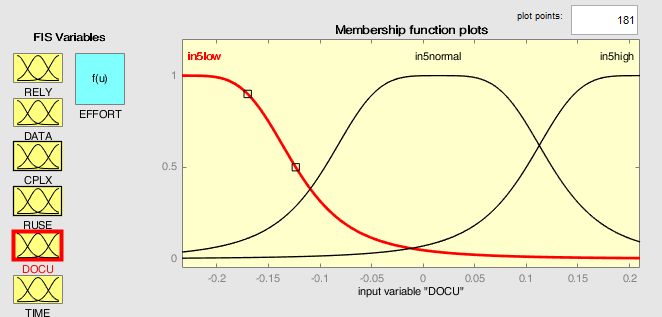 plot points: 181
FIS Variables
Membership function plots
f(u)
RELY
EFFORT
DATA
CPLX
RUSE
DOCU
TIME
in5low in5normal in5high
1
0.5
0
-0.2 -0.15 -0.1 -0.05 0 0.05 0.1 0.15 0.2
input variable "DOCU"